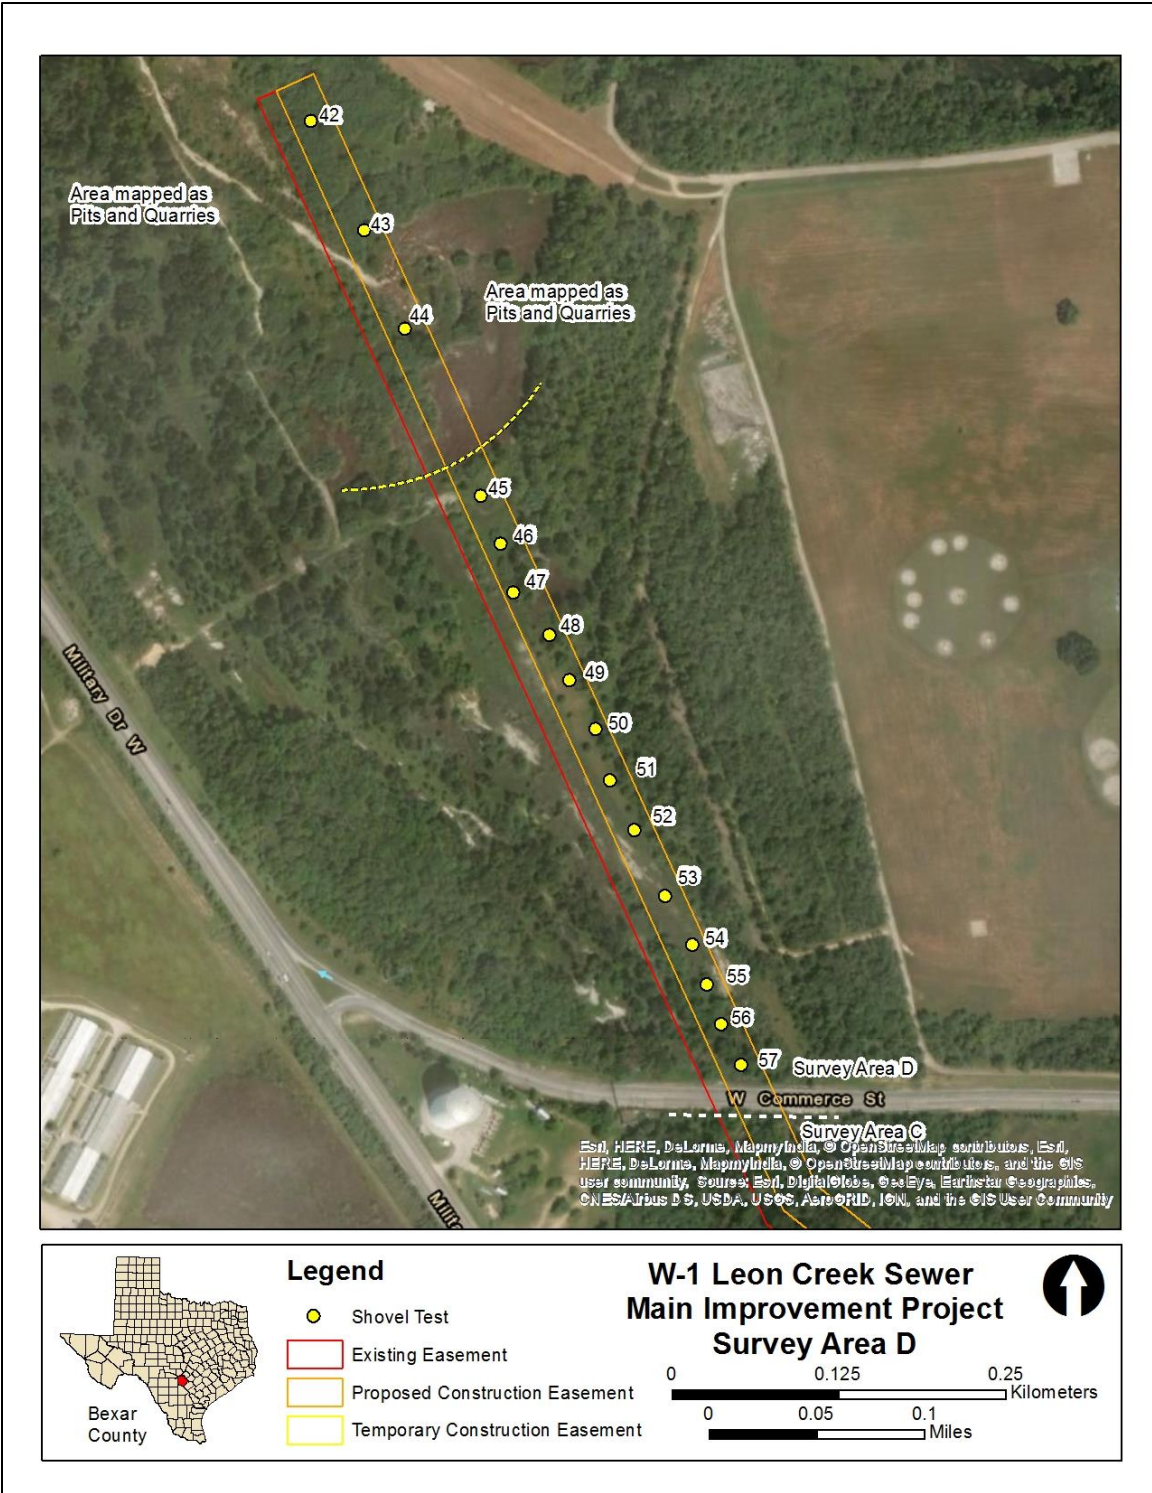 42
Area mapped as
Pits and Quarries
43
Area mapped as
Pits and Quarries
44
45
46
47
48
49
50
51
52
53
54
55
56
57
Military Dr W
Survey Area D
W Commerce St
Survey Area C
Esri, HERE, DeLorme, MapmyIndia, © OpenStreetMap contributors, Esri,
HERE, DeLorme, MapmyIndia, © OpenStreetMap contributors, and the GIS
user community, Source: Esri, DigitalGlobe, GeoEye, Earthstar Geographics,
CNES/Airbus DS, USDA, USGS, AeroGRID, IGN, and the GIS User Community
Milita
Bexar
County
Legend
Shovel Test
Existing Easement
Proposed Construction Easement
Temporary Construction Easement
W-1 Leon Creek Sewer
Main Improvement Project
Survey Area D
0 0.125 0.25
Kilometers
0 0.05 0.1
Miles